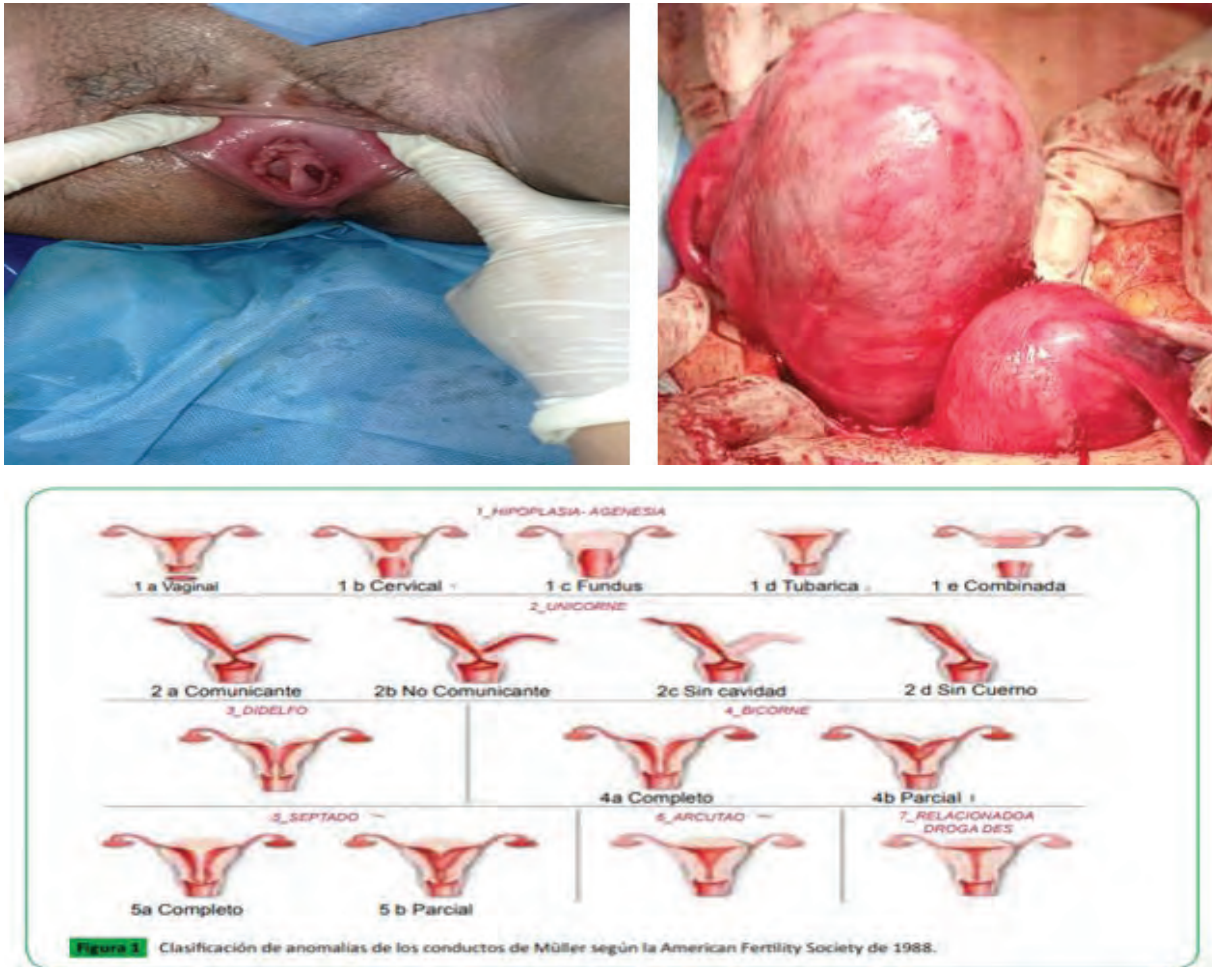 1_HIPOPLASIA- AGENESIA
1 a Vaginal 1 b Cervical 1 c Fundus 1 d Tubarica 1 e Combinada
2_UNICORNE
2 a Comunicante 2b No Comunicante 2c Sin cavidad 2 d Sin Cuerno
3_DIDELFO 4_BICORNE
4a Completo 4b Parcial
5_SEPTADO 6_ARCUTAO 7_RELACIONADOA
DROGA DES
5a Completo 5 b Parcial
Figura 1 Clasificación de anomalías de los conductos de Müller según la American Fertility Society de 1988.